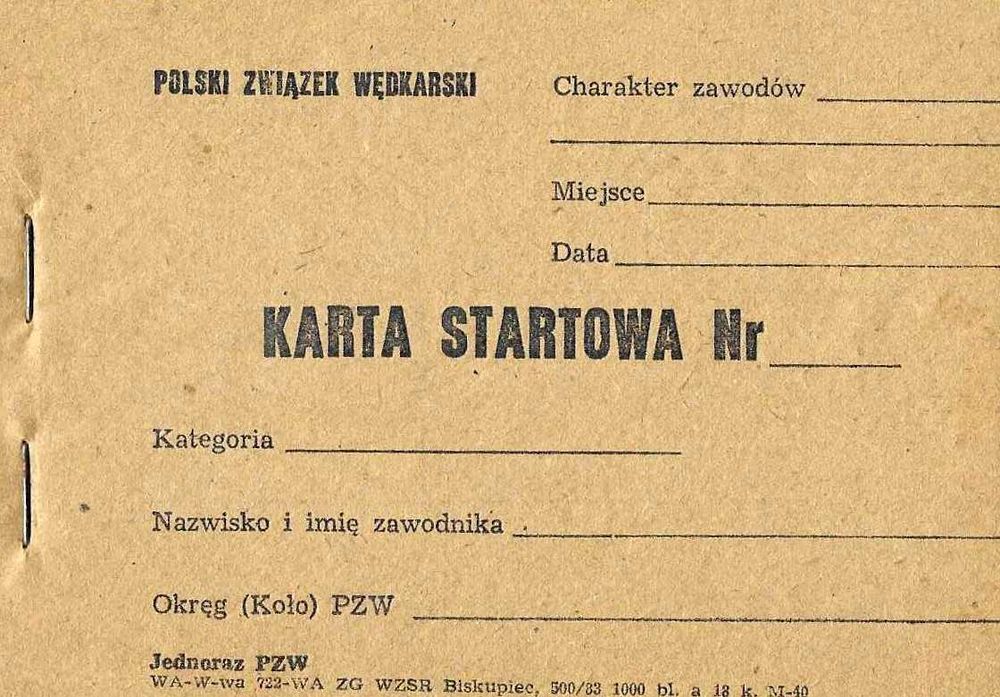 POLSKI ZWIĄZEK WĘDKARSKI
Charakter zawodów
Miejsce
Data
KARTA STARTOWA Nr
Kategoria
Nazwisko i imię zawodnika
Okręg (Koło) PZW
Jednoraz PZW
WA-W-wa 722-WA ZG WZSR Biskupiec, 500/83 1000 bl. a 18 k. M-40